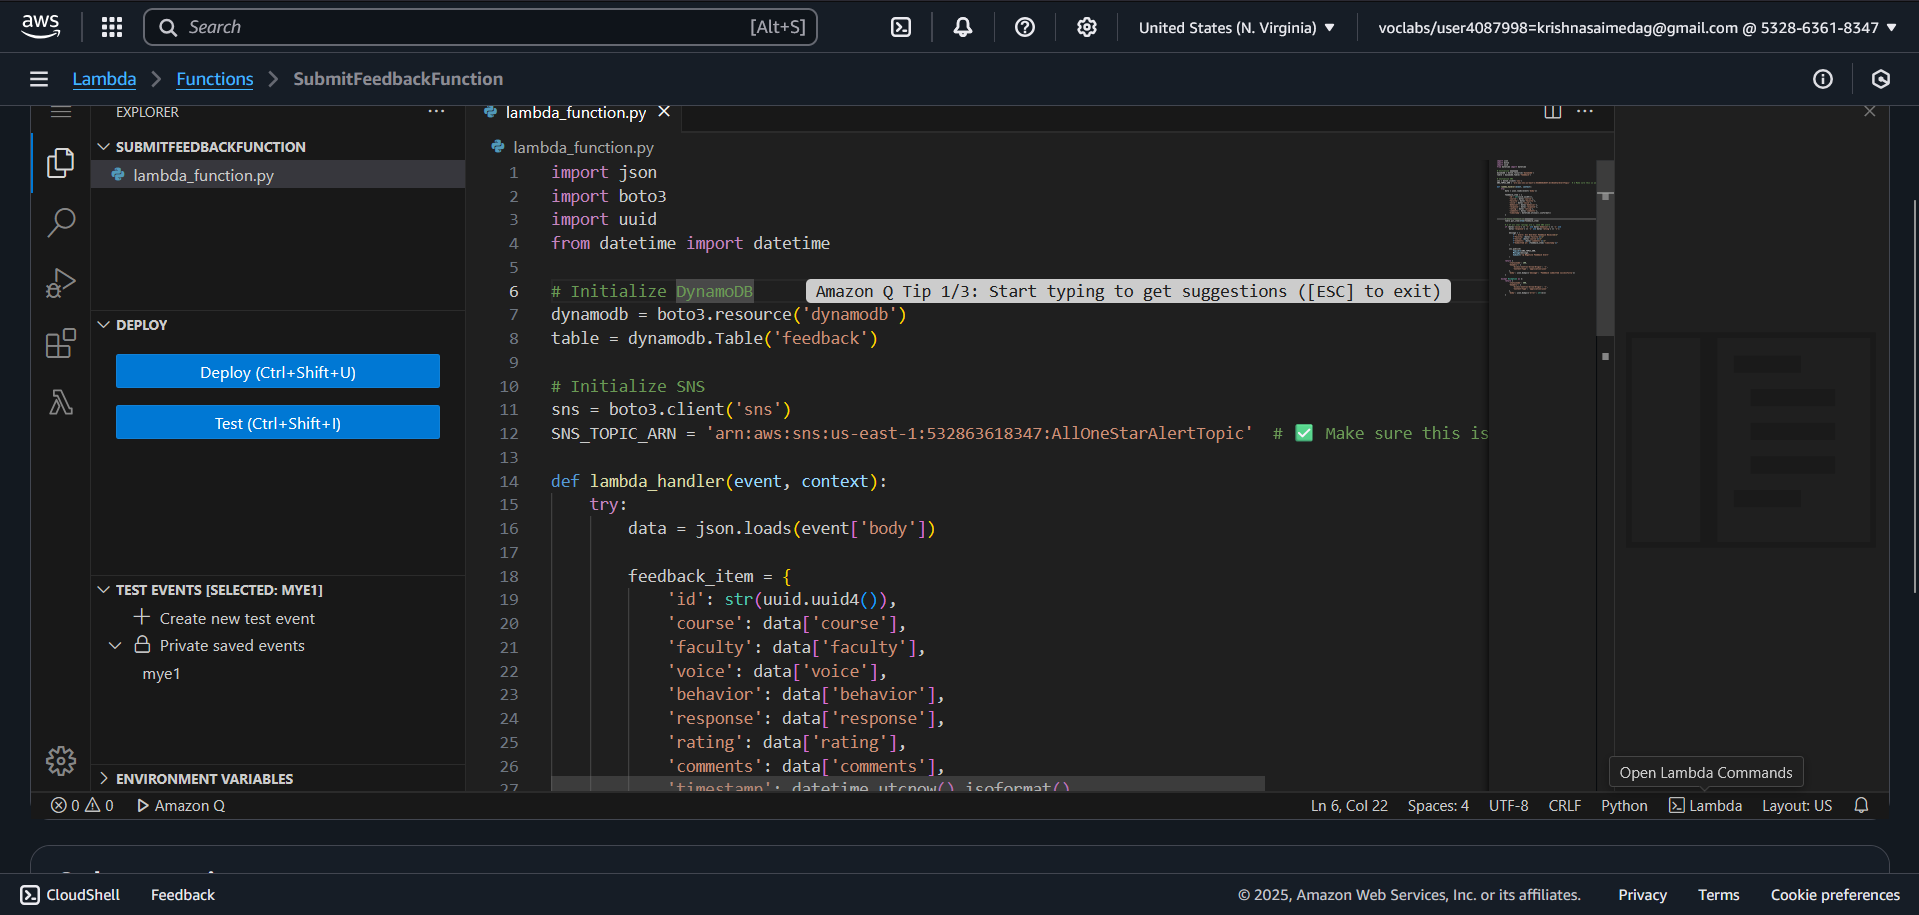 aws
Search
[Alt+S]
United States (N. Virginia) ▼
voclabs/user4087998=krishnasaimedag@gmail.com @ 5328-6361-8347 ▼
Lambda > Functions > SubmitFeedbackFunction
EXPLORER
···
SUBMITFEEDBACKFUNCTION
lambda_function.py
DEPLOY
Deploy (Ctrl+Shift+U)
Test (Ctrl+Shift+I)
TEST EVENTS [SELECTED: MYE1]
+ Create new test event
Private saved events
mye1
ENVIRONMENT VARIABLES
lambda_function.py ×
···
lambda_function.py
1 import json
2 import boto3
3 import uuid
4 from datetime import datetime
5
6 # Initialize DynamoDB
Amazon Q Tip 1/3: Start typing to get suggestions ([ESC] to exit)
7 dynamodb = boto3.resource('dynamodb')
8 table = dynamodb.Table('feedback')
9
10 # Initialize SNS
11 sns = boto3.client('sns')
12 SNS_TOPIC_ARN = 'arn:aws:sns:us-east-1:532863618347:AllOneStarAlertTopic' # ✅ Make sure this is
13
14 def lambda_handler(event, context):
15 try:
16 data = json.loads(event['body'])
17
18 feedback_item = {
19 'id': str(uuid.uuid4()),
20 'course': data['course'],
21 'faculty': data['faculty'],
22 'voice': data['voice'],
23 'behavior': data['behavior'],
24 'response': data['response'],
25 'rating': data['rating'],
26 'comments': data['comments'],
27 'timestamp': datetime.utcnow().isoformat()
Open Lambda Commands
0 0 Amazon Q
Ln 6, Col 22 Spaces: 4 UTF-8 CRLF Python Lambda Layout: US
CloudShell Feedback
© 2025, Amazon Web Services, Inc. or its affiliates. Privacy Terms Cookie preferences